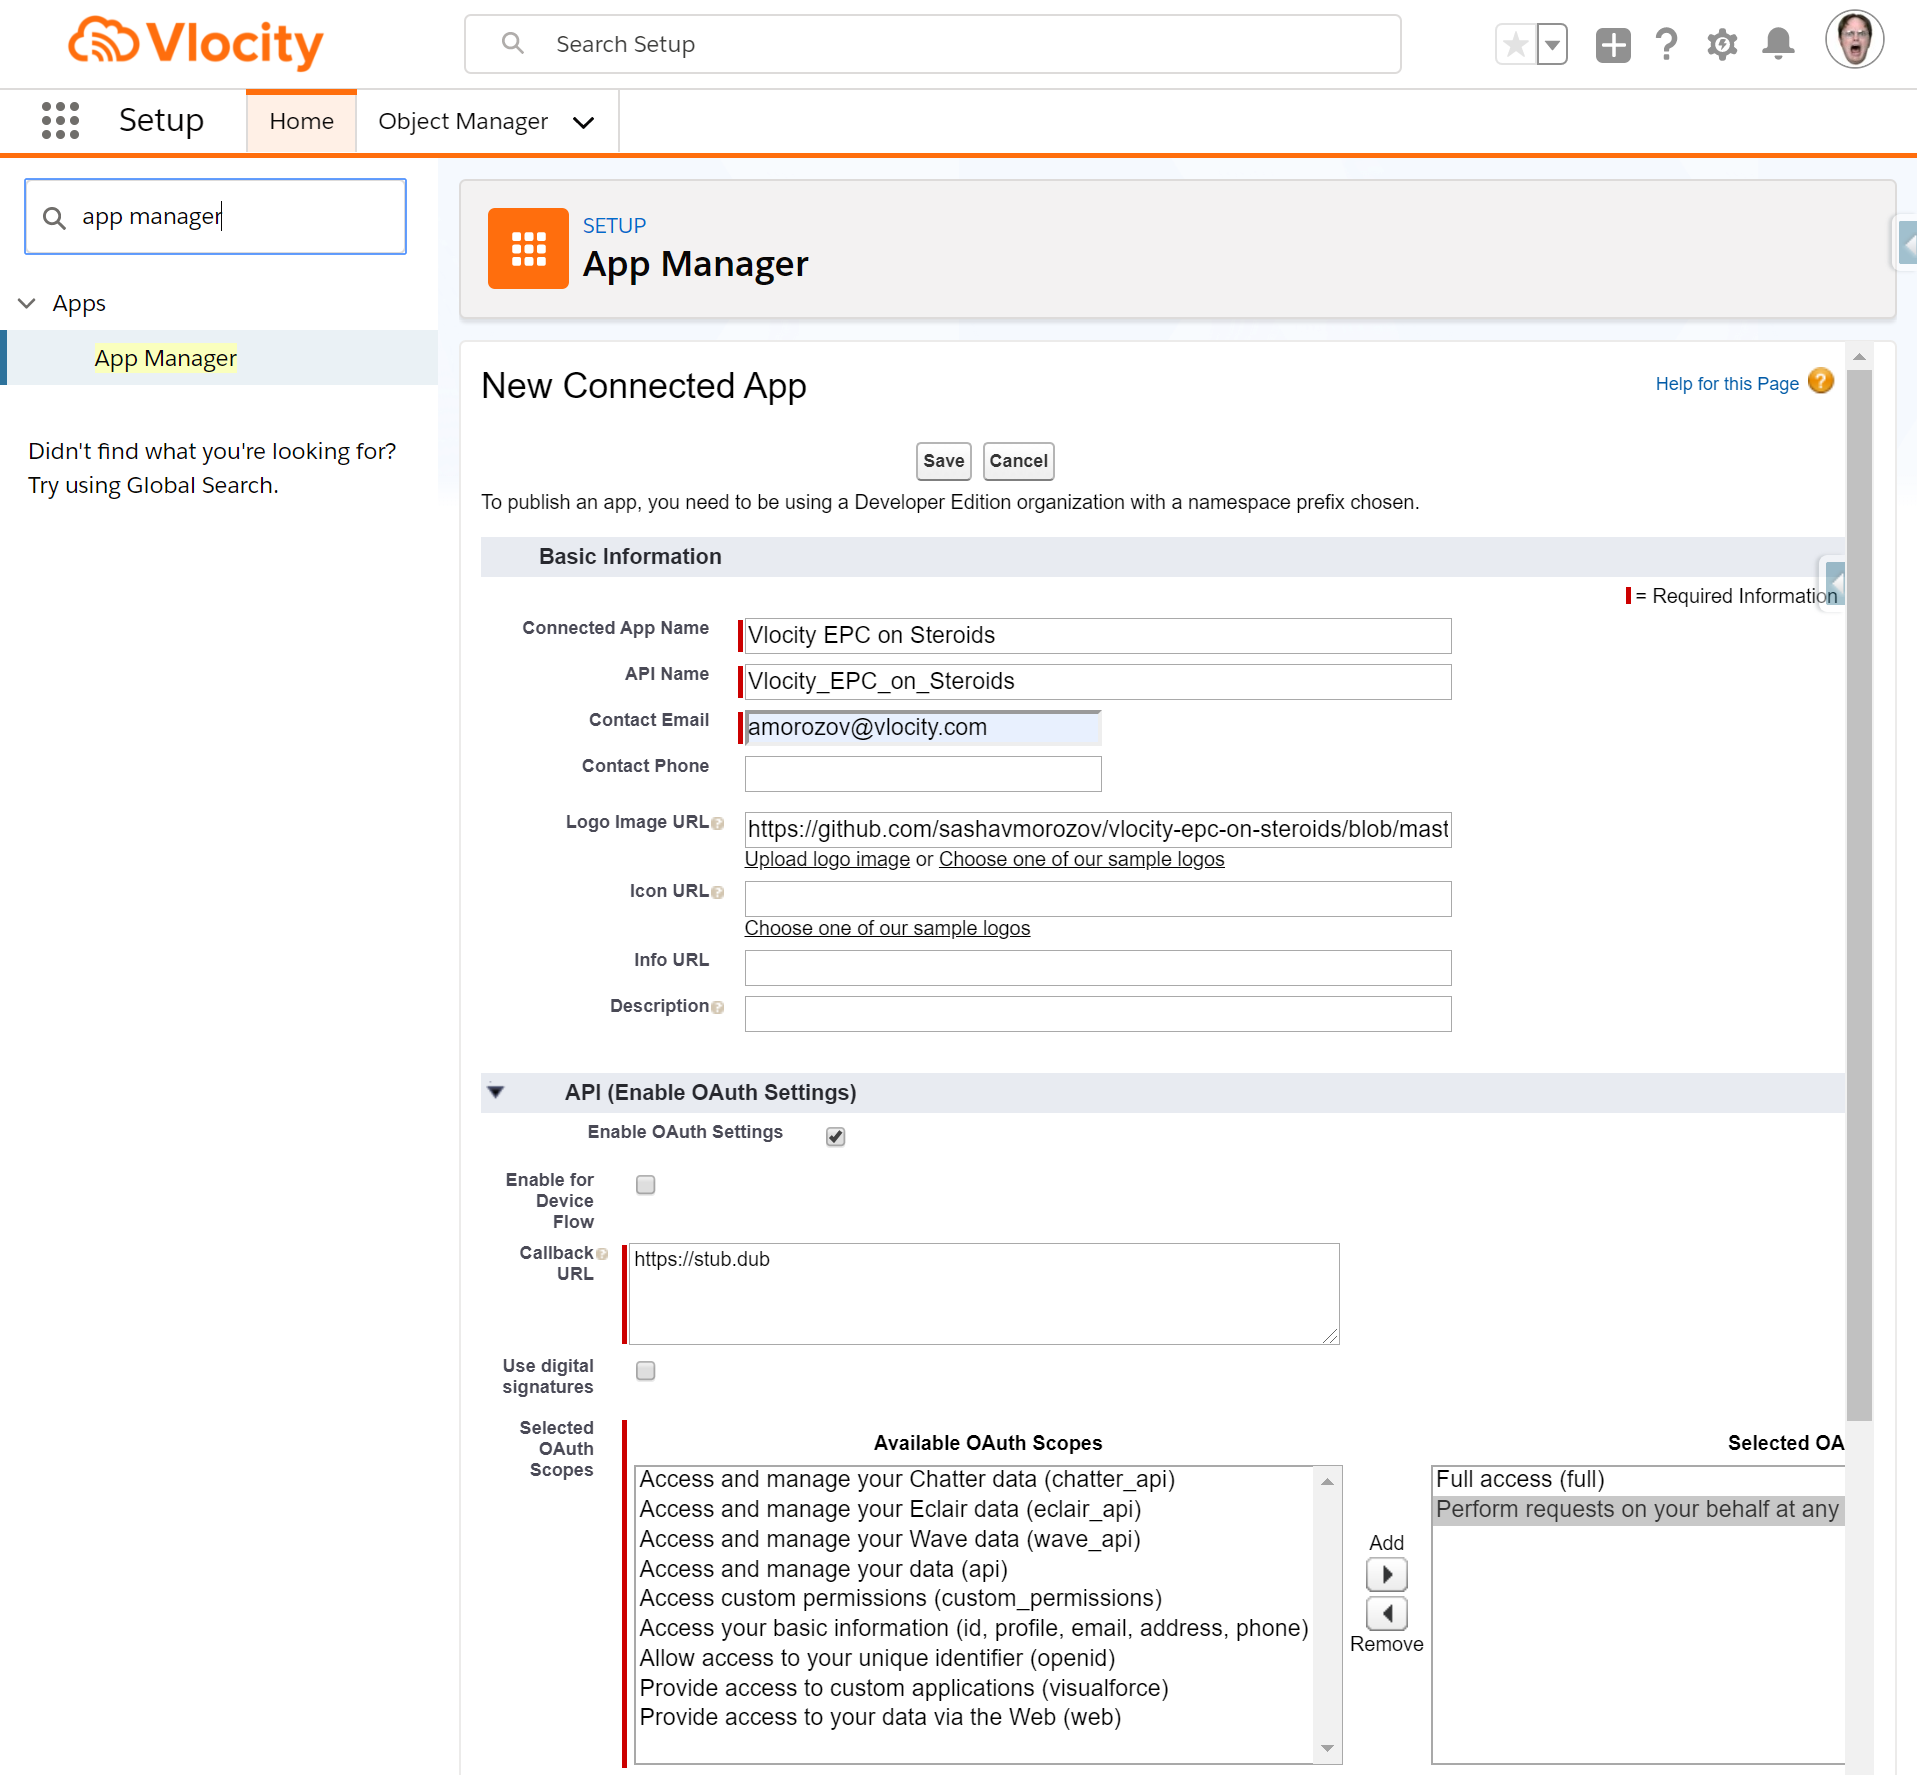 Vlocity
Search Setup
Setup
Home
Object Manager
app manager
Apps
App Manager
Didn't find what you're looking for?
Try using Global Search.
SETUP
App Manager
New Connected App
Help for this Page
Save
Cancel
To publish an app, you need to be using a Developer Edition organization with a namespace prefix chosen.
Basic Information
= Required Information
Connected App Name
Vlocity EPC on Steroids
API Name
Vlocity_EPC_on_Steroids
Contact Email
amorozov@vlocity.com
Contact Phone
Logo Image URL
https://github.com/sashavmorozov/vlocity-epc-on-steroids/blob/mast
Upload logo image or Choose one of our sample logos
Icon URL
Choose one of our sample logos
Info URL
Description
API (Enable OAuth Settings)
Enable OAuth Settings
Enable for
Device
Flow
Callback
URL
https://stub.dub
Use digital
signatures
Selected
OAuth
Scopes
Available OAuth Scopes
Access and manage your Chatter data (chatter_api)
Access and manage your Eclair data (eclair_api)
Access and manage your Wave data (wave_api)
Access and manage your data (api)
Access custom permissions (custom_permissions)
Access your basic information (id, profile, email, address, phone)
Allow access to your unique identifier (openid)
Provide access to custom applications (visualforce)
Provide access to your data via the Web (web)
Add
Remove
Selected OA
Full access (full)
Perform requests on your behalf at any